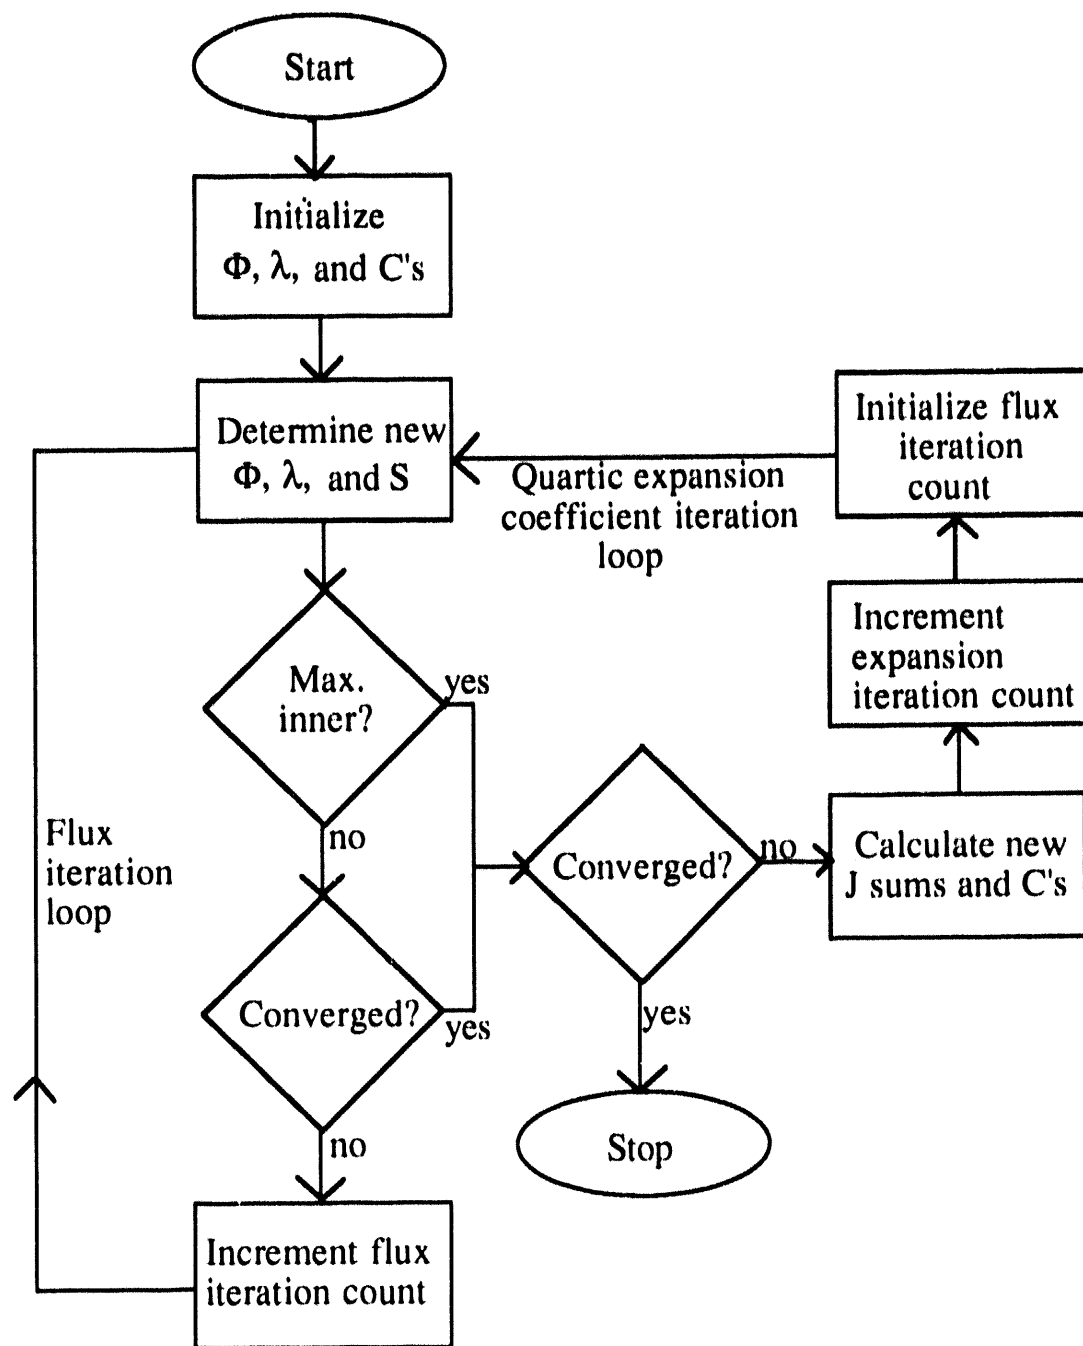 Start
Initialize
Φ, λ, and C's
Determine new
Φ, λ, and S
Initialize flux
iteration
count
Quartic expansion
coefficient iteration
loop
Increment
expansion
iteration count
Max.
inner?
yes
no
Flux
iteration
loop
Converged?
no
Calculate new
J sums and C's
Converged?
yes
yes
no
Stop
Increment flux
iteration count